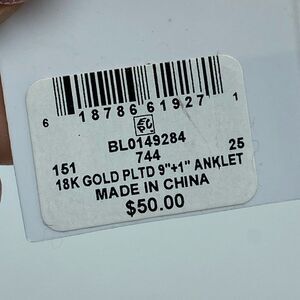 6 18786 61927 1
BL0149284
744
151 25
18K GOLD PLTD 9"+1" ANKLET
MADE IN CHINA
$50.00